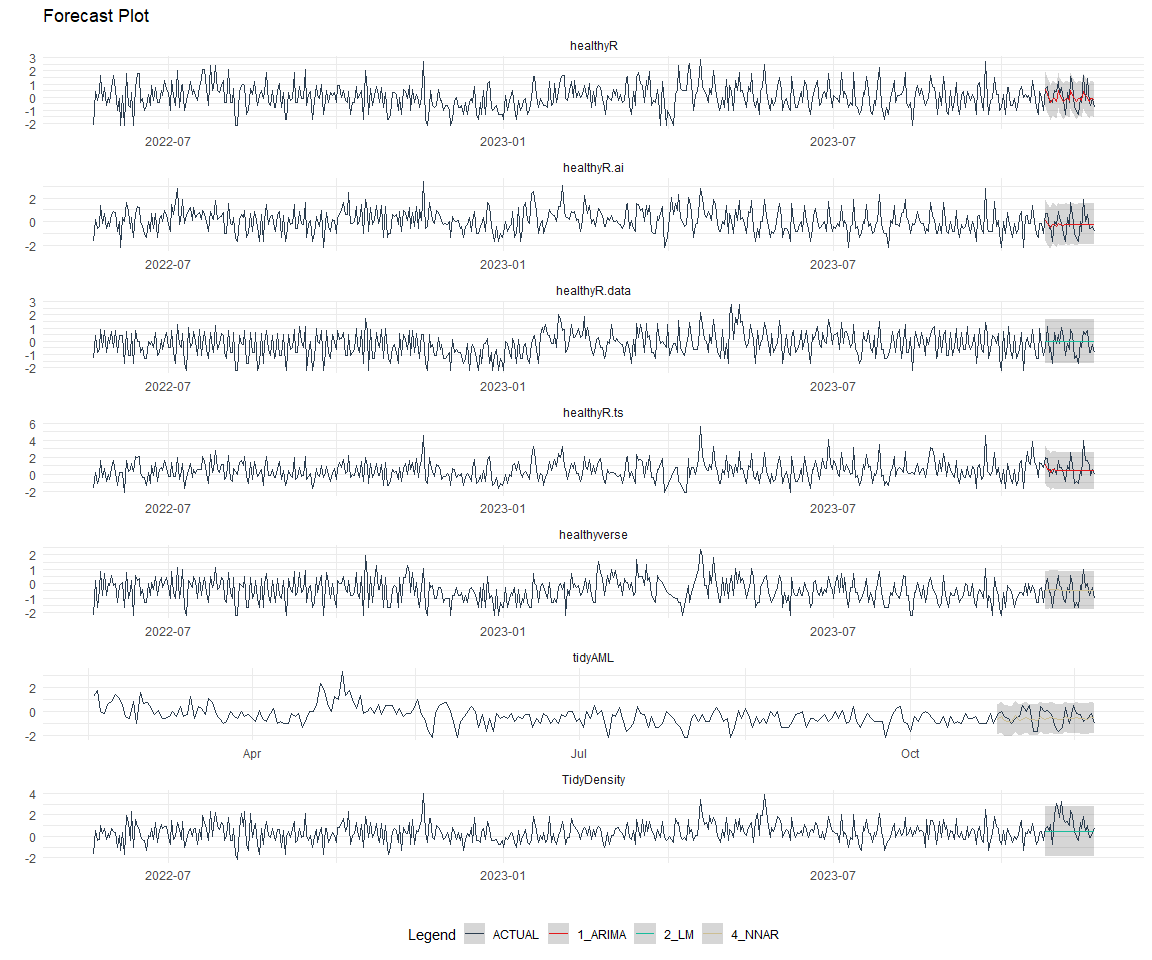 Forecast Plot
healthyR
3
2
1
0
-1
-2
2022-07 2023-01 2023-07
healthyR.ai
2
0
-2
2022-07 2023-01 2023-07
healthyR.data
3
2
1
0
-1
-2
2022-07 2023-01 2023-07
healthyR.ts
6
4
2
0
-2
2022-07 2023-01 2023-07
healthyverse
2
1
0
-1
-2
2022-07 2023-01 2023-07
tidyAML
2
0
-2
Apr Jul Oct
TidyDensity
4
2
0
-2
2022-07 2023-01 2023-07
Legend ACTUAL 1_ARIMA 2_LM 4_NNAR